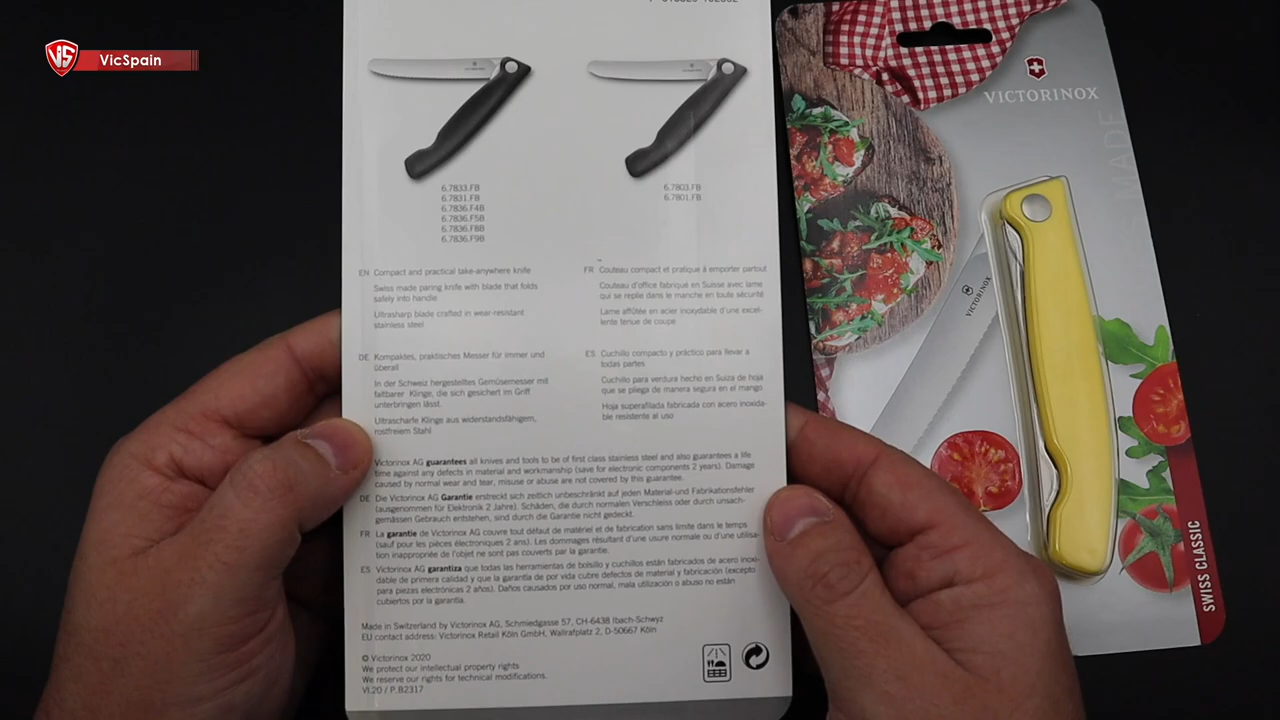 VS VicSpain
6.7833.FB
6.7831.FB
6.7836.F4B
6.7836.F5B
6.7836.F8B
6.7836.F9B
6.7803.FB
6.7801.FB
EN Compact and practical take-anywhere knife
Swiss made paring knife with blade that folds
safely into handle
Ultrasharp blade crafted in wear-resistant
stainless steel
FR Couteau compact et pratique à emporter partout
Couteau d'office fabriqué en Suisse avec lame
qui se replie dans le manche en toute sécurité
Lame affûtée en acier inoxydable d'une excel-
lente tenue de coupe
DE Kompaktes, praktisches Messer für immer und
überall
In der Schweiz hergestelltes Gemüsemesser mit
faltbarer Klinge, die sich gesichert im Griff
unterbringen lässt.
Ultrascharfe Klinge aus widerstandsfähigem,
rostfreiem Stahl
ES Cuchillo compacto y práctico para llevar a
todas partes
Cuchillo para verdura hecho en Suiza de hoja
que se pliega de manera segura en el mango
Hoja superafilada fabricada con acero inoxida-
ble resistente al uso
Victorinox AG guarantees all knives and tools to be of first class stainless steel and also guarantees a life
time against any defects in material and workmanship (save for electronic components 2 years). Damage
caused by normal wear and tear, misuse or abuse are not covered by this guarantee.
DE Die Victorinox AG Garantie erstreckt sich zeitlich unbeschränkt auf jeden Material-und Fabrikationsfehler
(ausgenommen für Elektronik 2 Jahre). Schäden, die durch normalen Verschleiss oder durch unsach-
gemässen Gebrauch entstehen, sind durch die Garantie nicht gedeckt.
FR La garantie de Victorinox AG couvre tout défaut de matériel et de fabrication sans limite dans le temps
(sauf pour les pièces électroniques 2 ans). Les dommages résultant d'une usure normale ou d'une utilisa-
tion inappropriée de l'objet ne sont pas couverts par la garantie.
ES Victorinox AG garantiza que todas las herramientas de bolsillo y cuchillos están fabricados de acero inoxi-
dable de primera calidad y que la garantía de por vida cubre defectos de material y fabricación (excepto
para piezas electrónicas 2 años). Daños causados por uso normal, mala utilización o abuso no están
cubiertos por la garantía.
Made in Switzerland by Victorinox AG, Schmiedgasse 57, CH-6438 Ibach-Schwyz
EU contact address: Victorinox Retail Köln GmbH, Wallrafplatz 2, D-50667 Köln
© Victorinox 2020
We protect our intellectual property rights
We reserve our rights for technical modifications.
VI.20 / P.B2317
VICTORINOX
MADE
VICTORINOX
SWISS CLASSIC